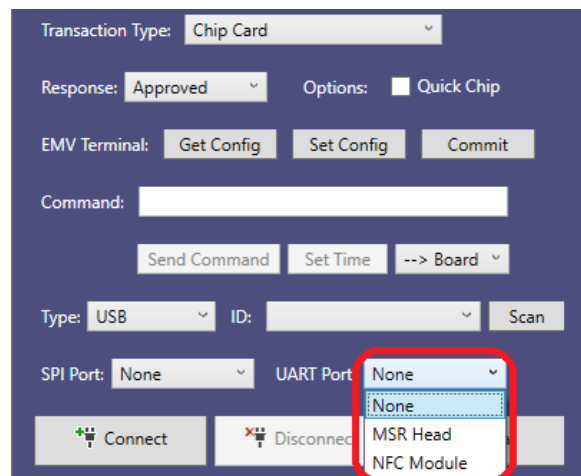 Transaction Type: Chip Card
Response: Approved Options: Quick Chip
EMV Terminal: Get Config Set Config Commit
Command:
Send Command Set Time --> Board
Type: USB ID: Scan
SPI Port: None UART Port None
None
Connect Disconnec MSR Head
NFC Module